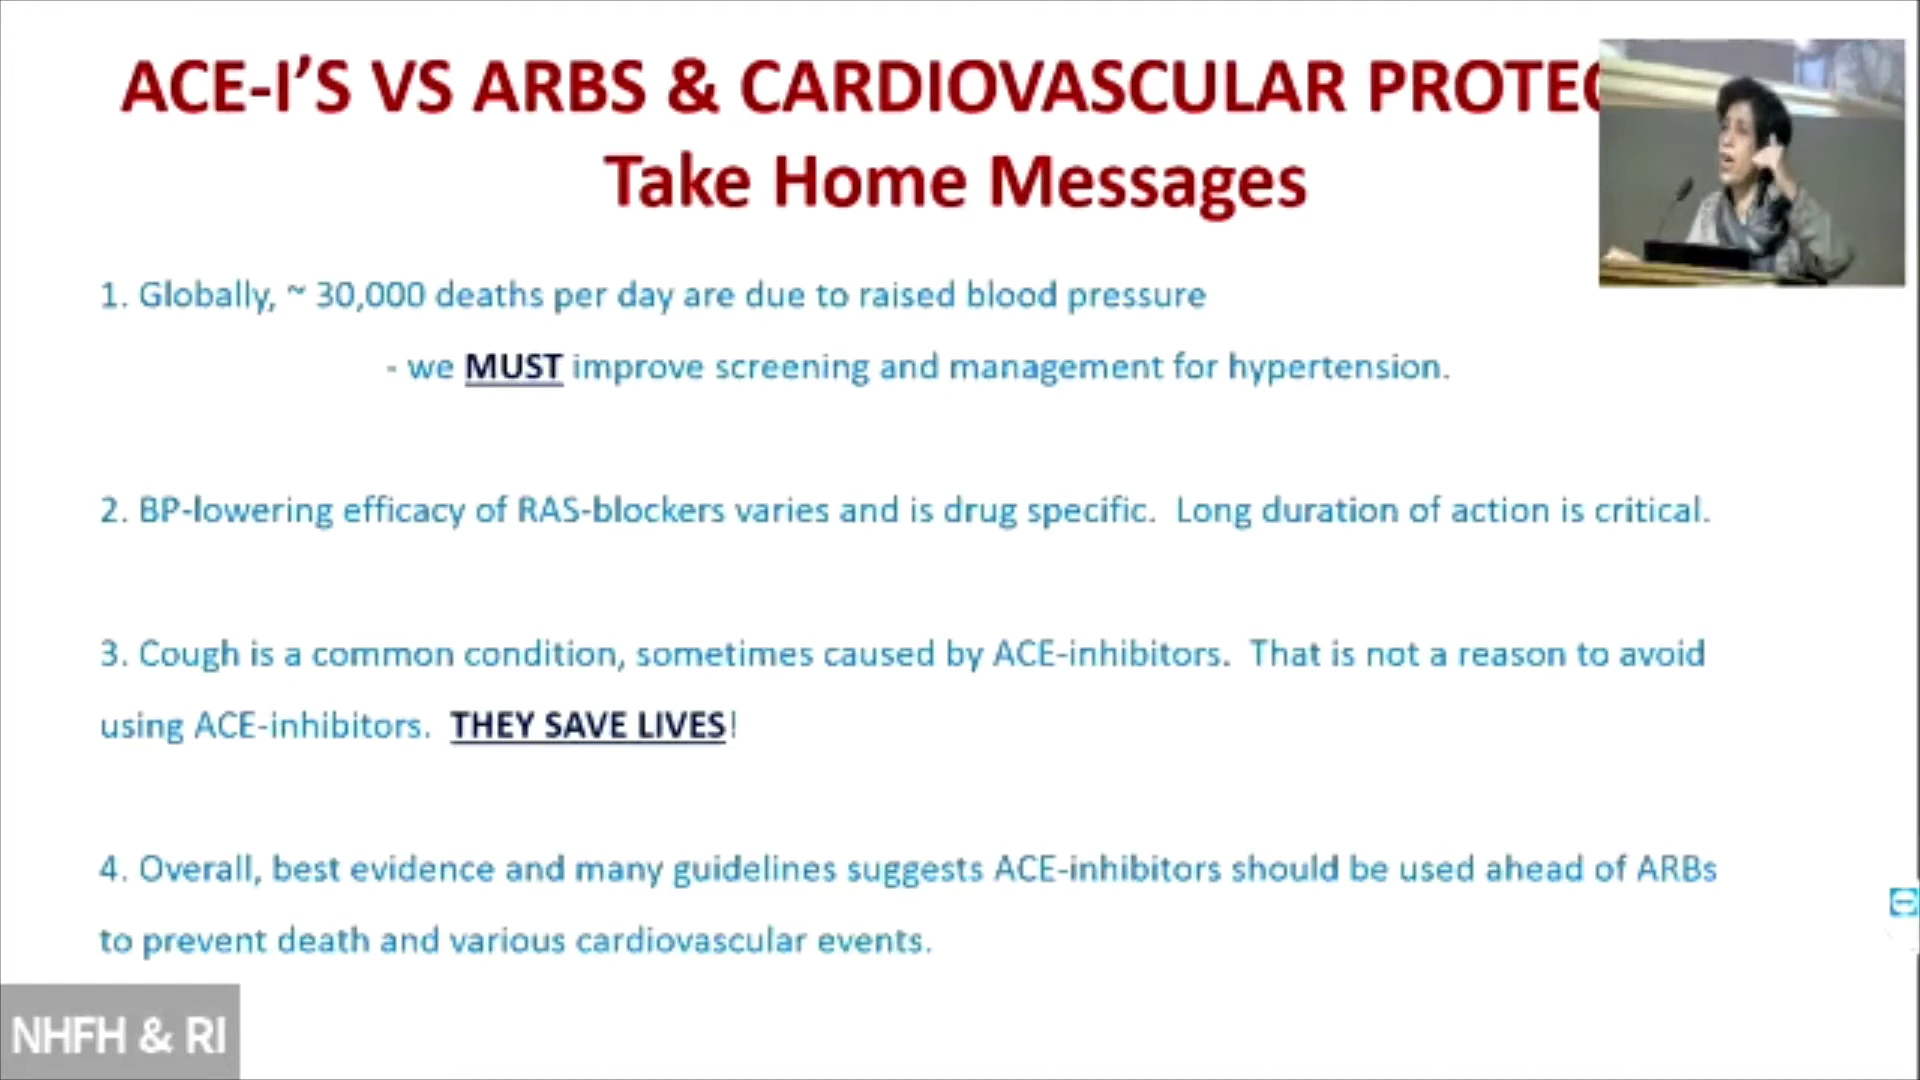 ACE-I'S VS ARBS & CARDIOVASCULAR
Take Home Messages
1. Globally, ~ 30,000 deaths per day are due to raised blood pressure
- we MUST improve screening and management for hypertension.
2. BP-lowering efficacy of RAS-blockers varies and is drug specific. Long duration of action is critical.
3. Cough is a common condition, sometimes caused by ACE-inhibitors. That is not a reason to avoid
using ACE-inhibitors. THEY SAVE LIVES!
4. Overall, best evidence and many guidelines suggests ACE-inhibitors should be used ahead of ARBs
to prevent death and various cardiovascular events.
NHFH & RI